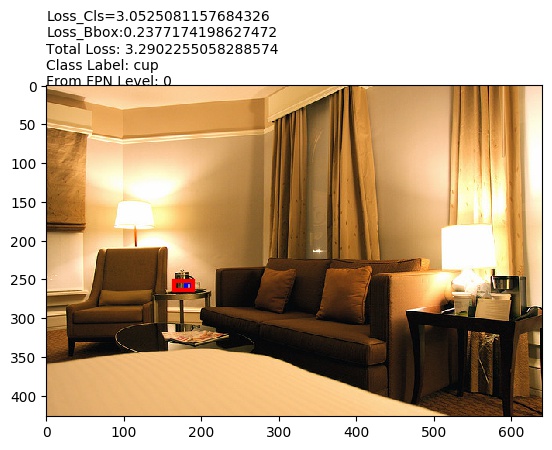 Loss_Cls=3.0525081157684326
Loss_Bbox:0.2377174198627472
Total Loss: 3.2902255058288574
Class Label: cup
From FPN Level: 0
0
50
100
150
200
250
300
350
400
0 100 200 300 400 500 600